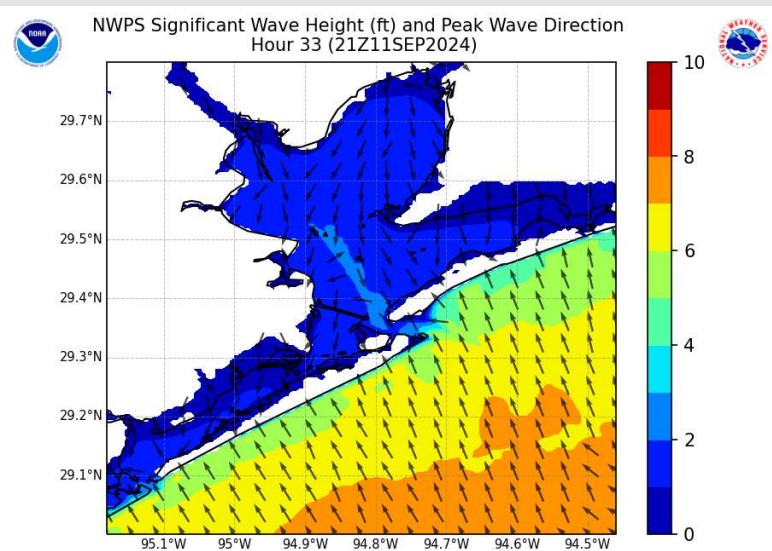 NWPS Significant Wave Height (ft) and Peak Wave Direction
Hour 33 (21Z11SEP2024)
NOAA
29.7°N
29.6°N
29.5°N
29.4°N
29.3°N
29.2°N
29.1°N
95.1°W 95°W 94.9°W 94.8°W 94.7°W 94.6°W 94.5°W
10
8
6
4
2
0